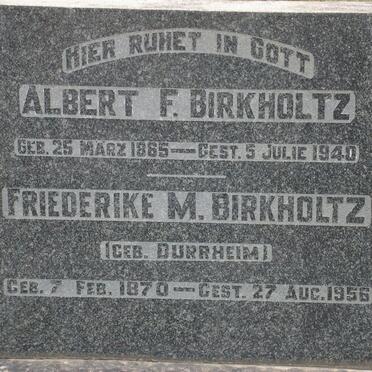 HIER RUHET IN GOTT
ALBERT F. BIRKHOLTZ
GEB. 25 MARZ 1865 — GEST. 5 JULIE 1940
FRIEDERIKE M. BIRKHOLTZ
(GEB. DURRHEIM)
GEB. 7 FEB. 1870 — GEST. 27 AUG. 1956